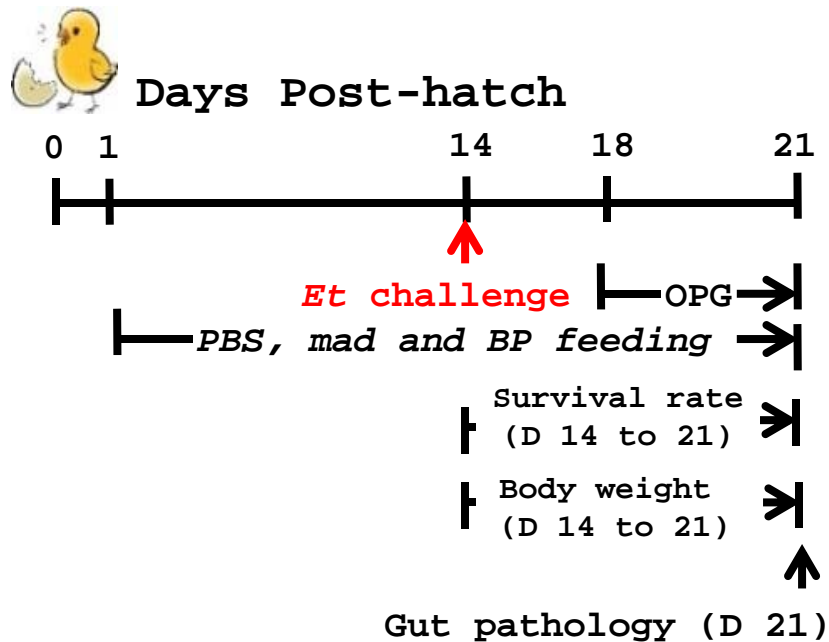 Days Post-hatch
0 1 14 18 21
Et challenge
OPG
PBS, mad and BP feeding
Survival rate
(D 14 to 21)
Body weight
(D 14 to 21)
Gut pathology (D 21)